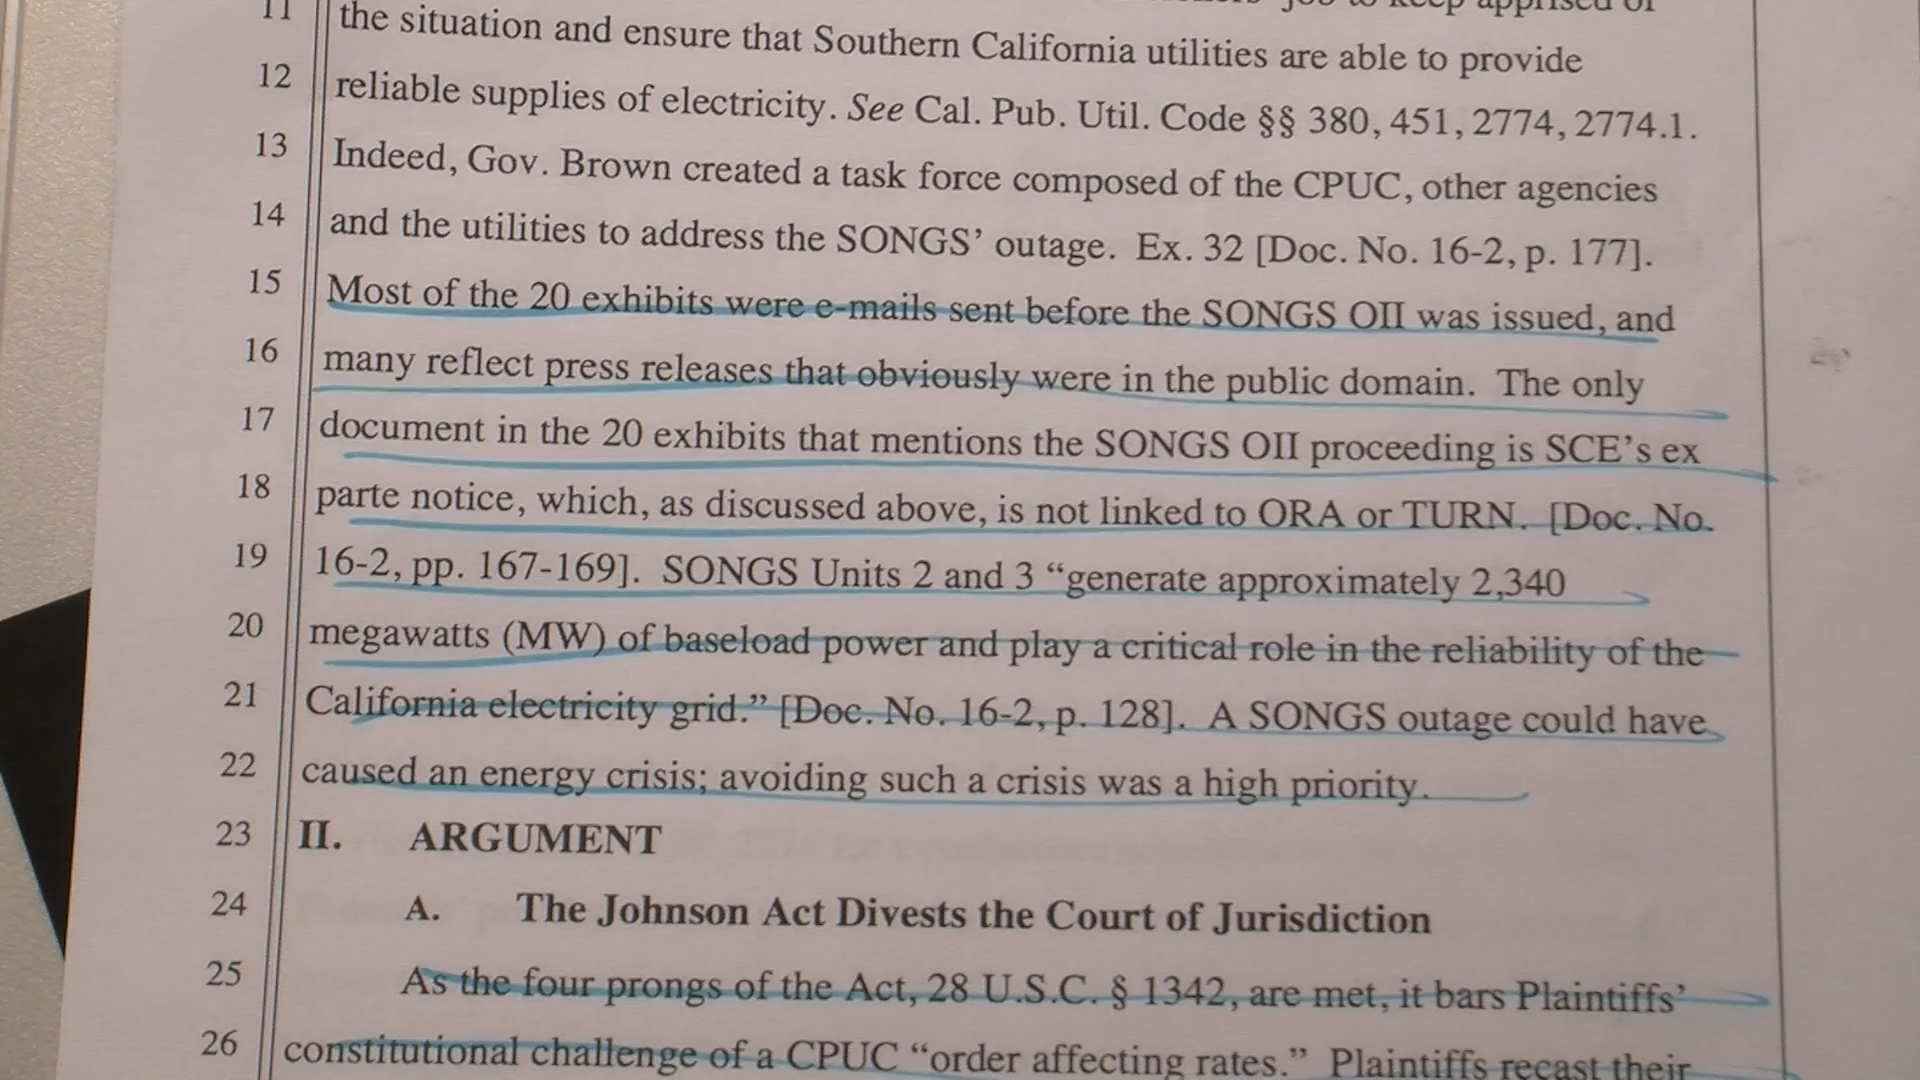 job to keep apprised of
11 the situation and ensure that Southern California utilities are able to provide
12 reliable supplies of electricity. See Cal. Pub. Util. Code §§ 380, 451, 2774, 2774.1.
13 Indeed, Gov. Brown created a task force composed of the CPUC, other agencies
14 and the utilities to address the SONGS’ outage. Ex. 32 [Doc. No. 16-2, p. 177].
15 Most of the 20 exhibits were e-mails sent before the SONGS OII was issued, and
16 many reflect press releases that obviously were in the public domain. The only
17 document in the 20 exhibits that mentions the SONGS OII proceeding is SCE’s ex
18 parte notice, which, as discussed above, is not linked to ORA or TURN. [Doc. No.
19 16-2, pp. 167-169]. SONGS Units 2 and 3 “generate approximately 2,340
20 megawatts (MW) of baseload power and play a critical role in the reliability of the
21 California electricity grid.” [Doc. No. 16-2, p. 128]. A SONGS outage could have
22 caused an energy crisis; avoiding such a crisis was a high priority.
23 II. ARGUMENT
24 A. The Johnson Act Divests the Court of Jurisdiction
25 As the four prongs of the Act, 28 U.S.C. § 1342, are met, it bars Plaintiffs’
26 constitutional challenge of a CPUC “order affecting rates.” Plaintiffs recast their